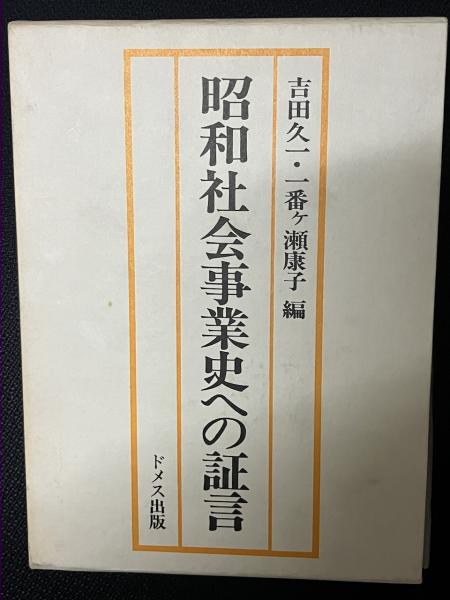 吉田久一・一番ヶ瀬康子 編
昭和社会事業史への証言
ドメス出版